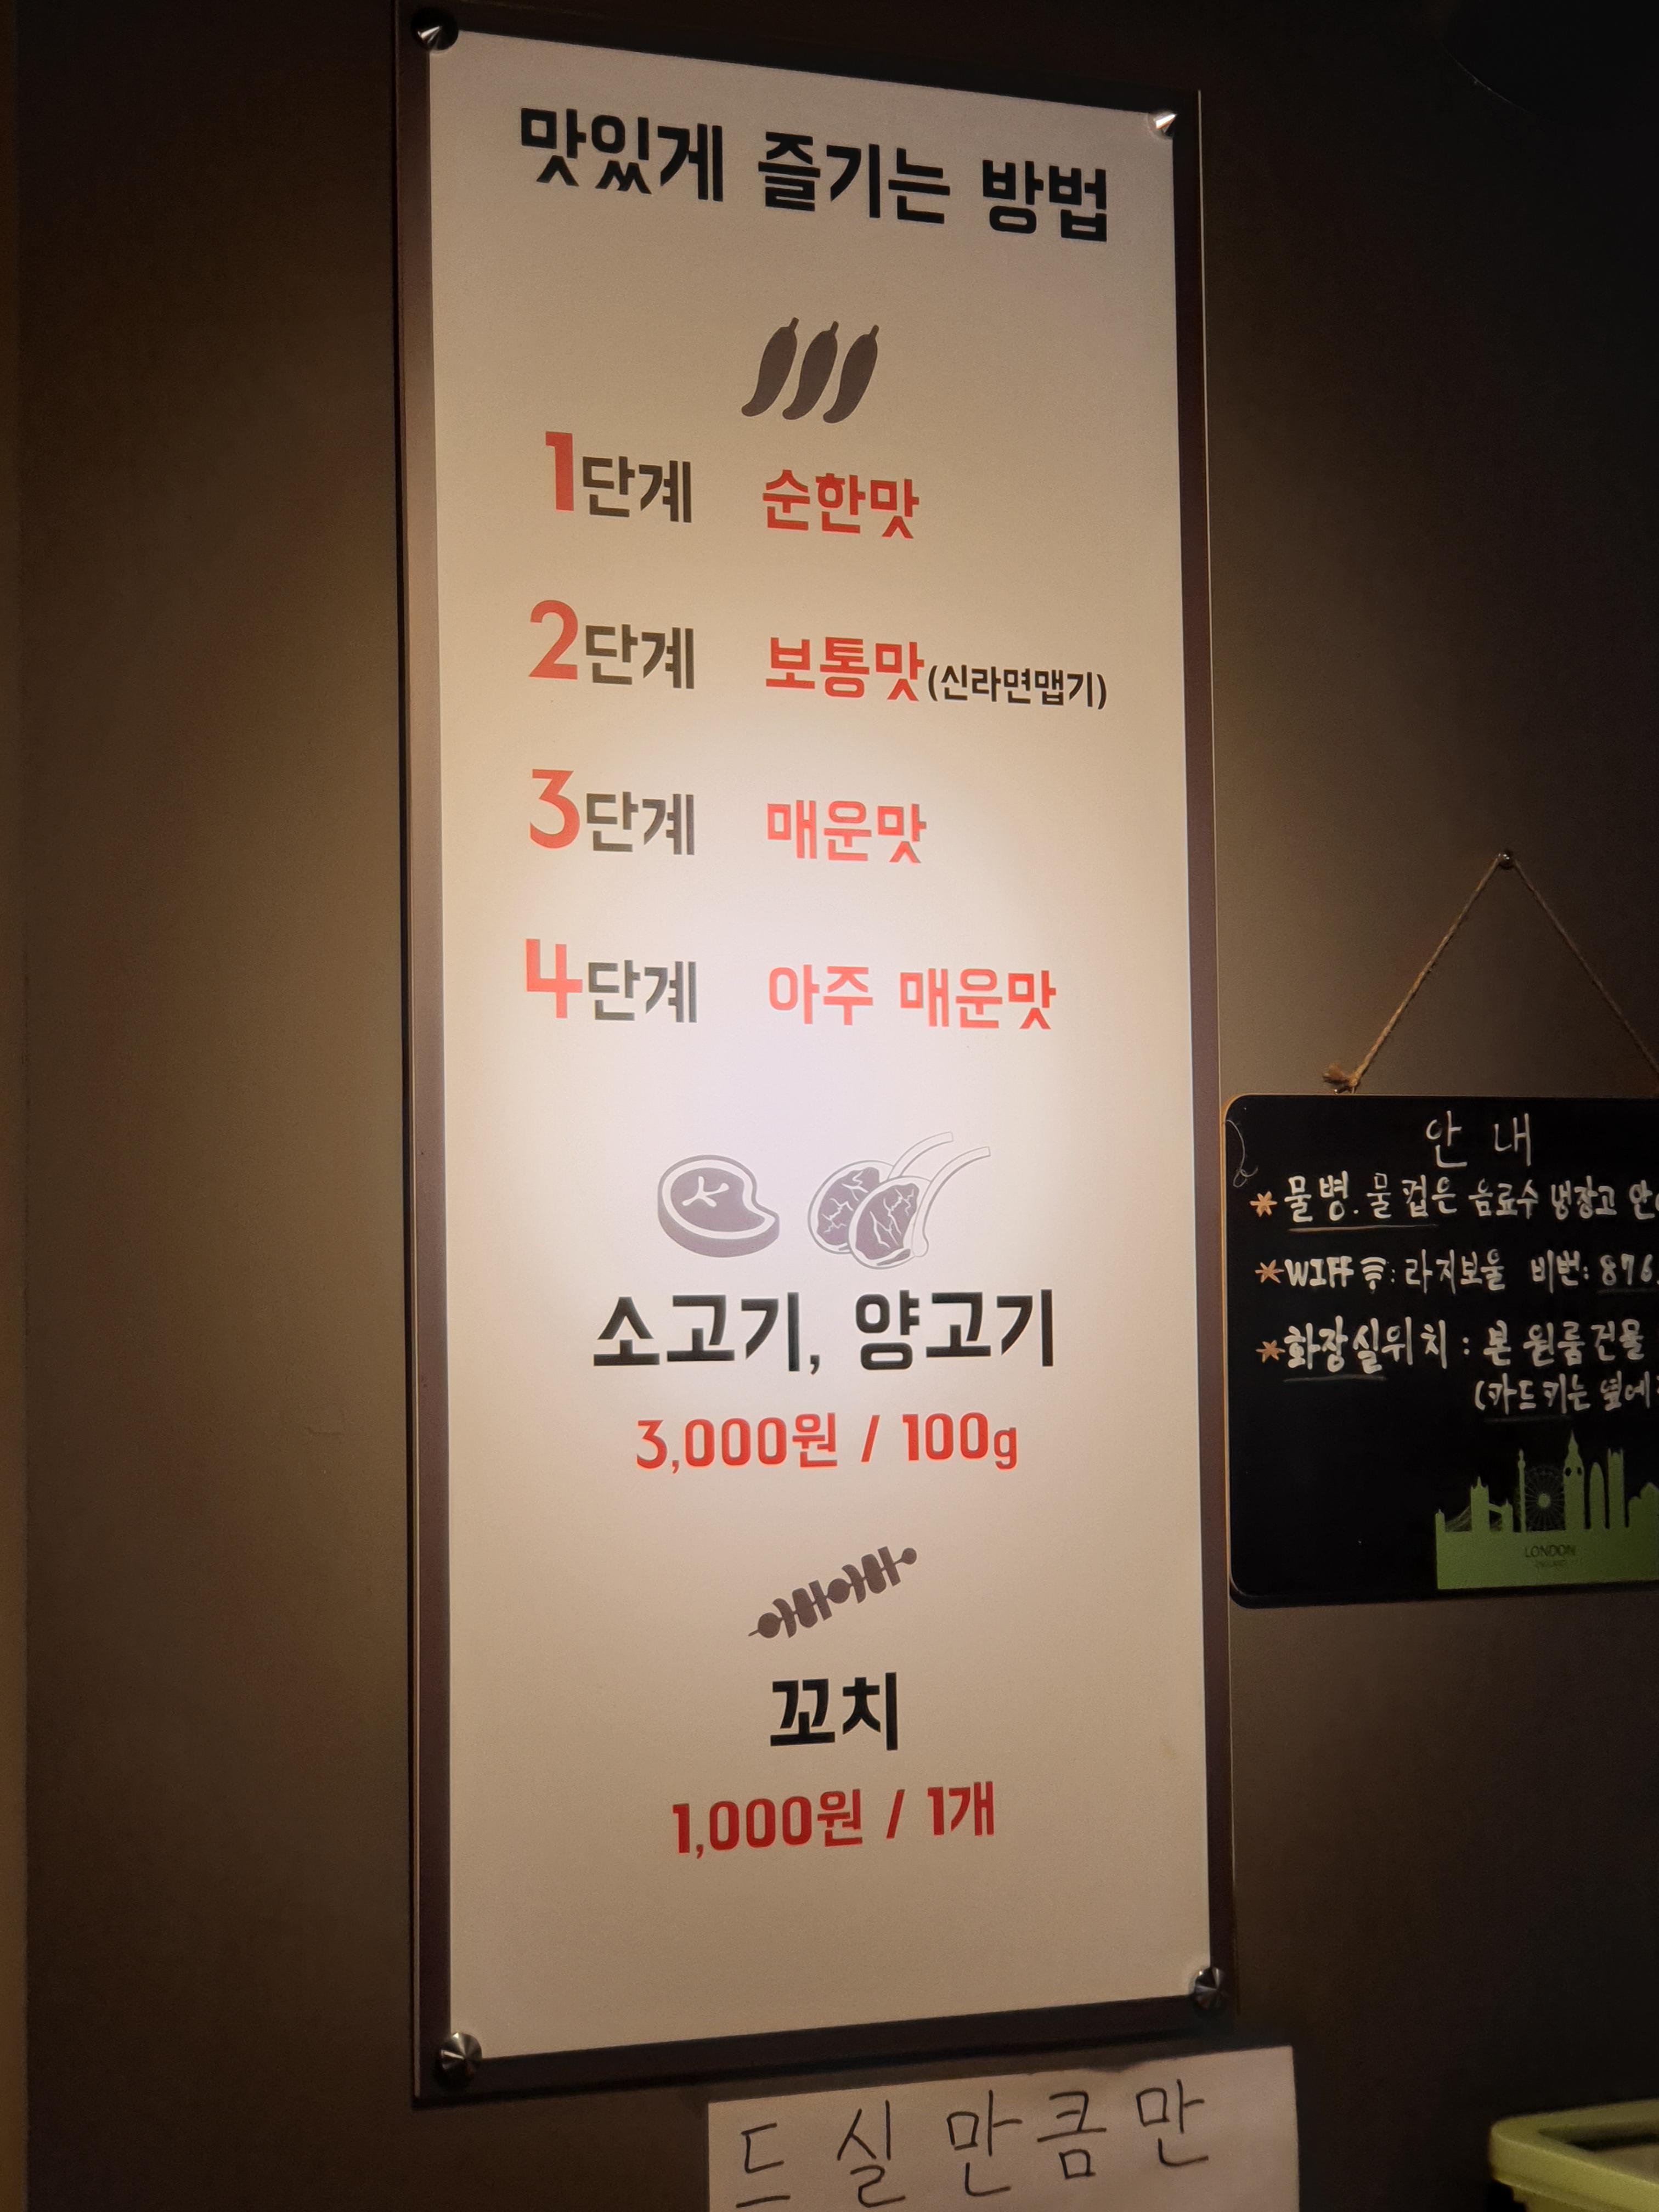 맛있게 즐기는 방법
1단계 순한맛
2단계 보통맛(신라면맵기)
3단계 매운맛
4단계 아주 매운맛
소고기, 양고기
3,000원 / 100g
꼬치
1,000원 / 1개
안내
* 물병.물컵은 음료수 냉장고
* WIFF : 라지보울 비번: 876
* 화장실위치 : 본 원룸건물
(카드키는 옆에
LONDON
드실만큼만